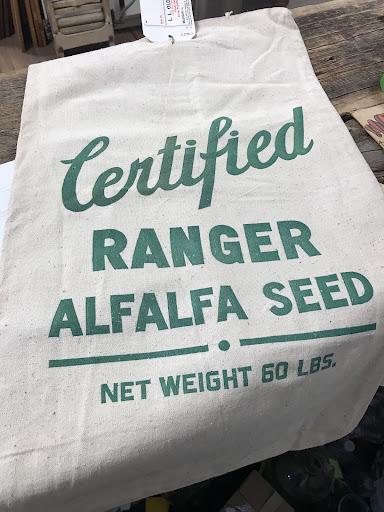 Certified
RANGER
ALFALFA SEED
NET WEIGHT 60 LBS.